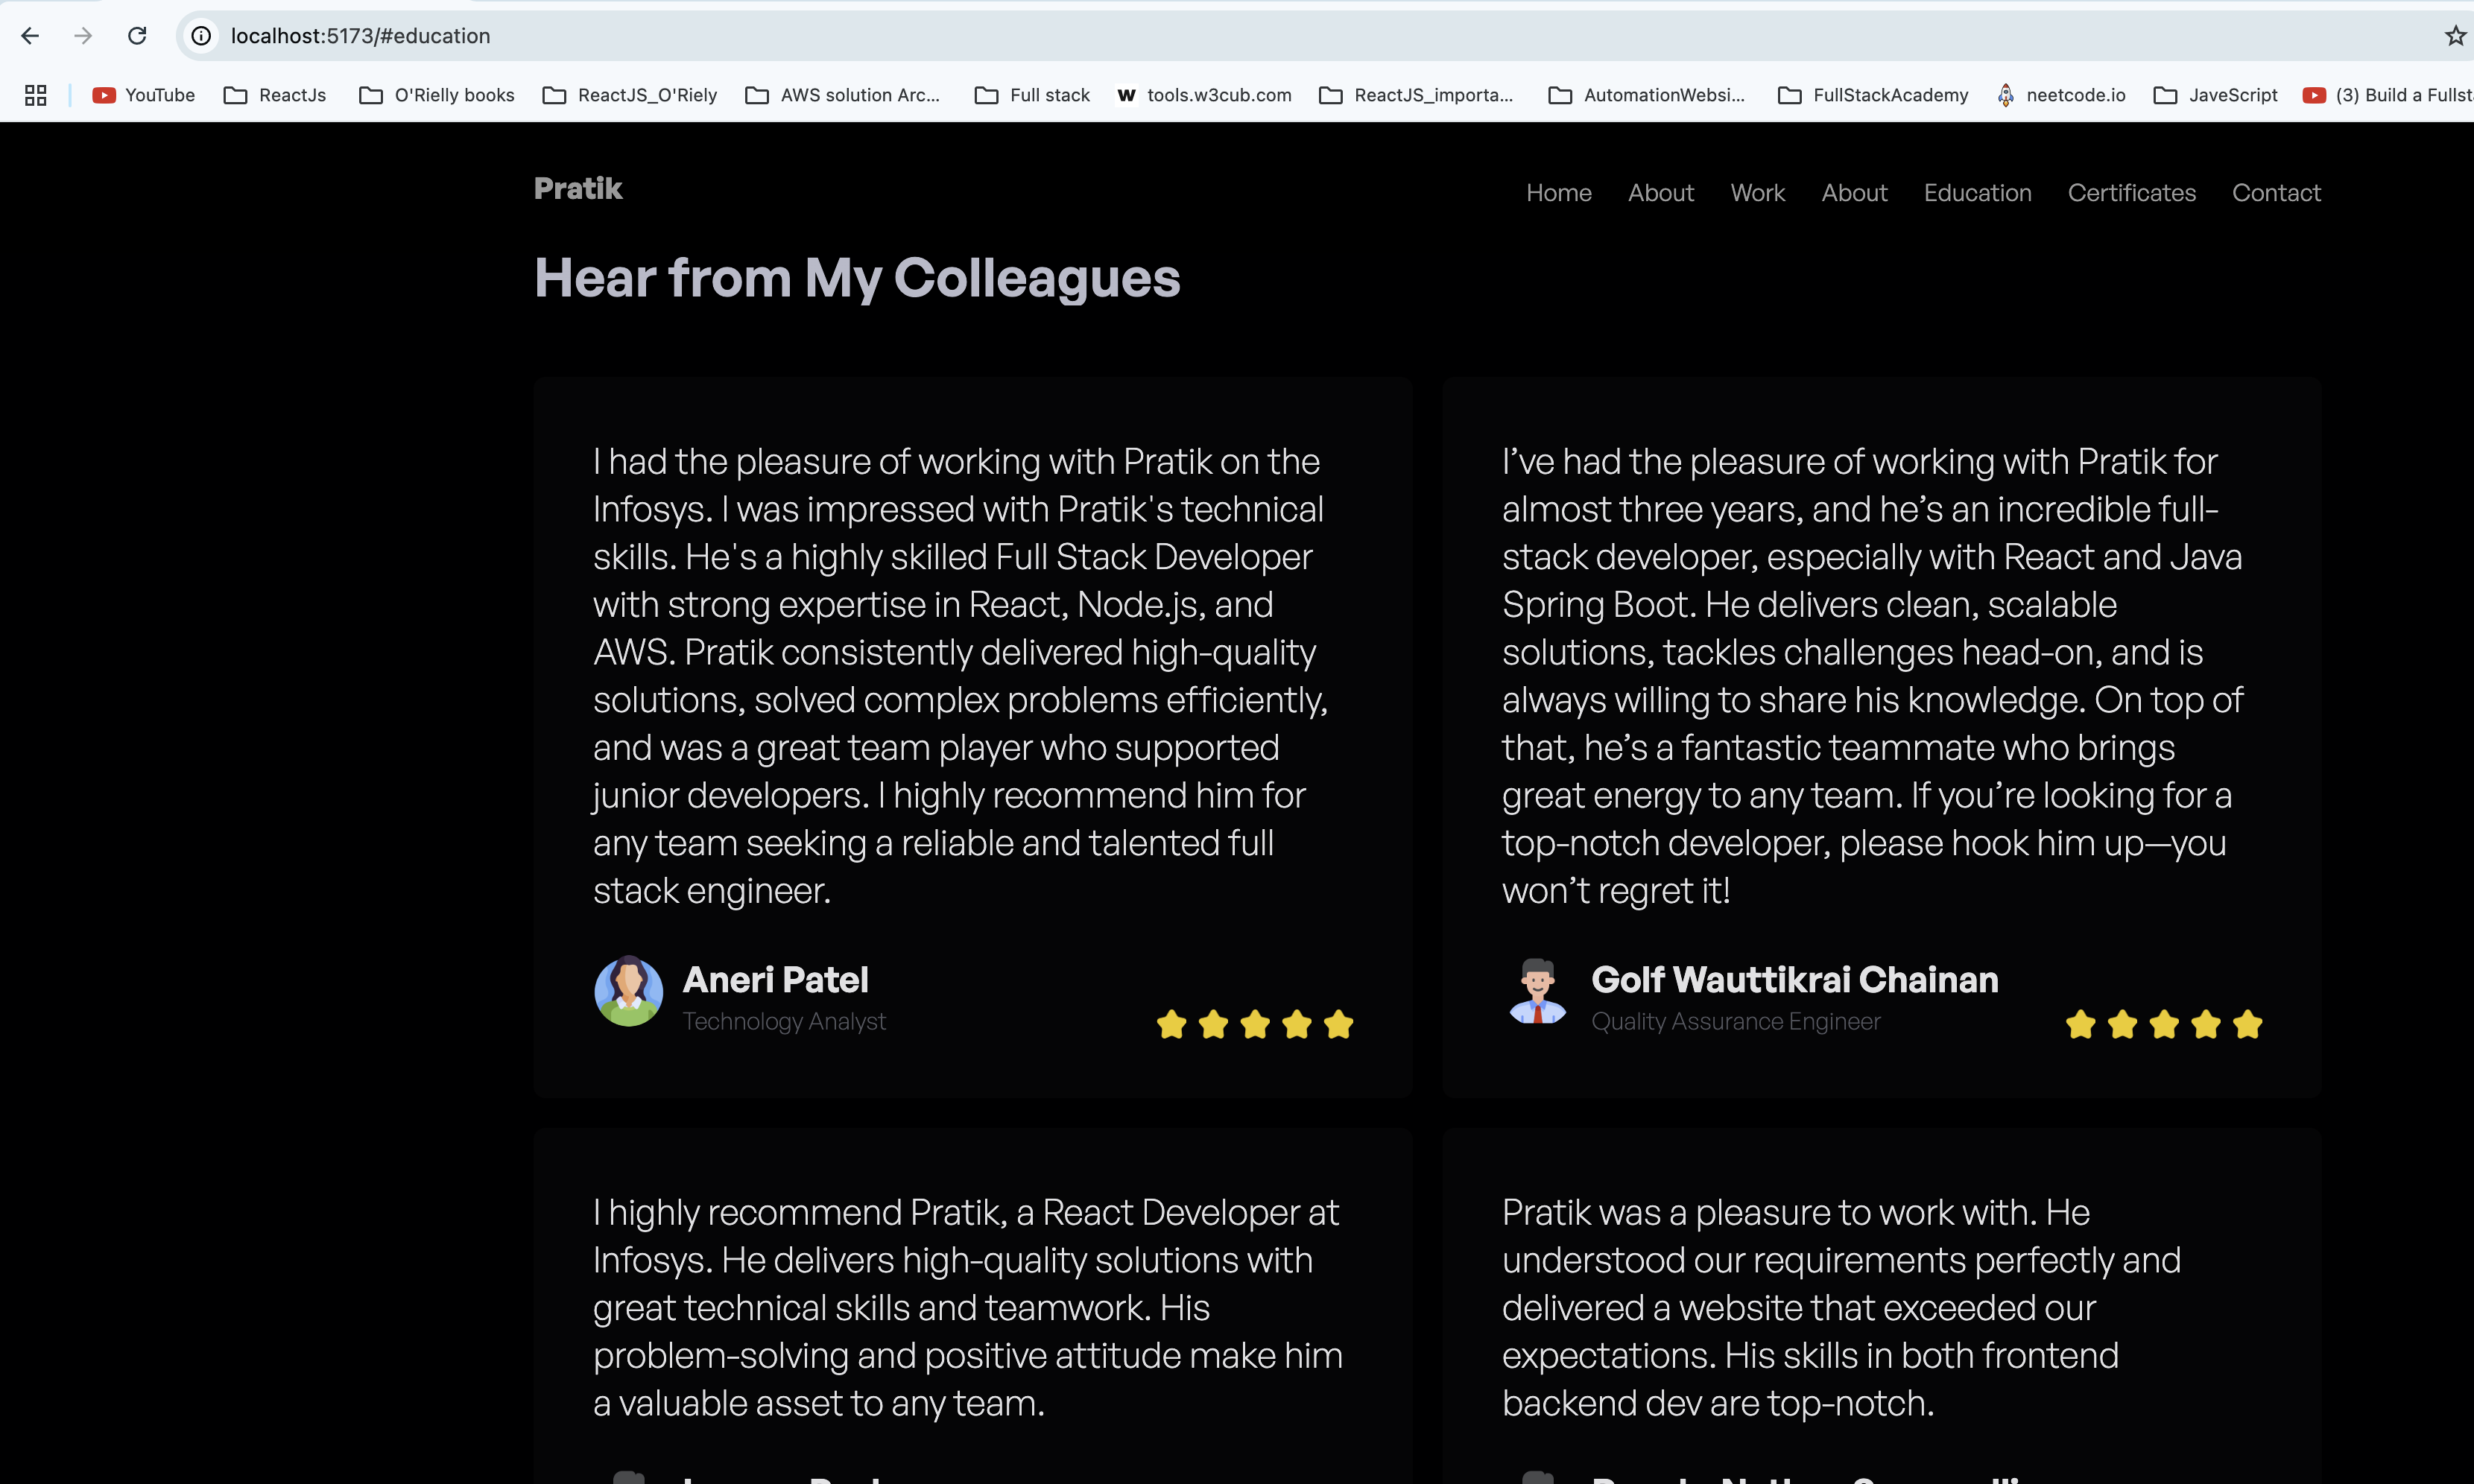 localhost:5173/#education
YouTube ReactJs O'Rielly books ReactJS_O'Riely AWS solution Arc... Full stack W tools.w3cub.com ReactJS_importa... AutomationWebsi... FullStackAcademy neetcode.io JaveScript (3) Build a Fullst
Pratik
Home About Work About Education Certificates Contact
Hear from My Colleagues
I had the pleasure of working with Pratik on the
Infosys. I was impressed with Pratik's technical
skills. He's a highly skilled Full Stack Developer
with strong expertise in React, Node.js, and
AWS. Pratik consistently delivered high-quality
solutions, solved complex problems efficiently,
and was a great team player who supported
junior developers. I highly recommend him for
any team seeking a reliable and talented full
stack engineer.
Aneri Patel
Technology Analyst
I’ve had the pleasure of working with Pratik for
almost three years, and he’s an incredible full-
stack developer, especially with React and Java
Spring Boot. He delivers clean, scalable
solutions, tackles challenges head-on, and is
always willing to share his knowledge. On top of
that, he’s a fantastic teammate who brings
great energy to any team. If you’re looking for a
top-notch developer, please hook him up—you
won’t regret it!
Golf Wauttikrai Chainan
Quality Assurance Engineer
I highly recommend Pratik, a React Developer at
Infosys. He delivers high-quality solutions with
great technical skills and teamwork. His
problem-solving and positive attitude make him
a valuable asset to any team.
Pratik was a pleasure to work with. He
understood our requirements perfectly and
delivered a website that exceeded our
expectations. His skills in both frontend
backend dev are top-notch.